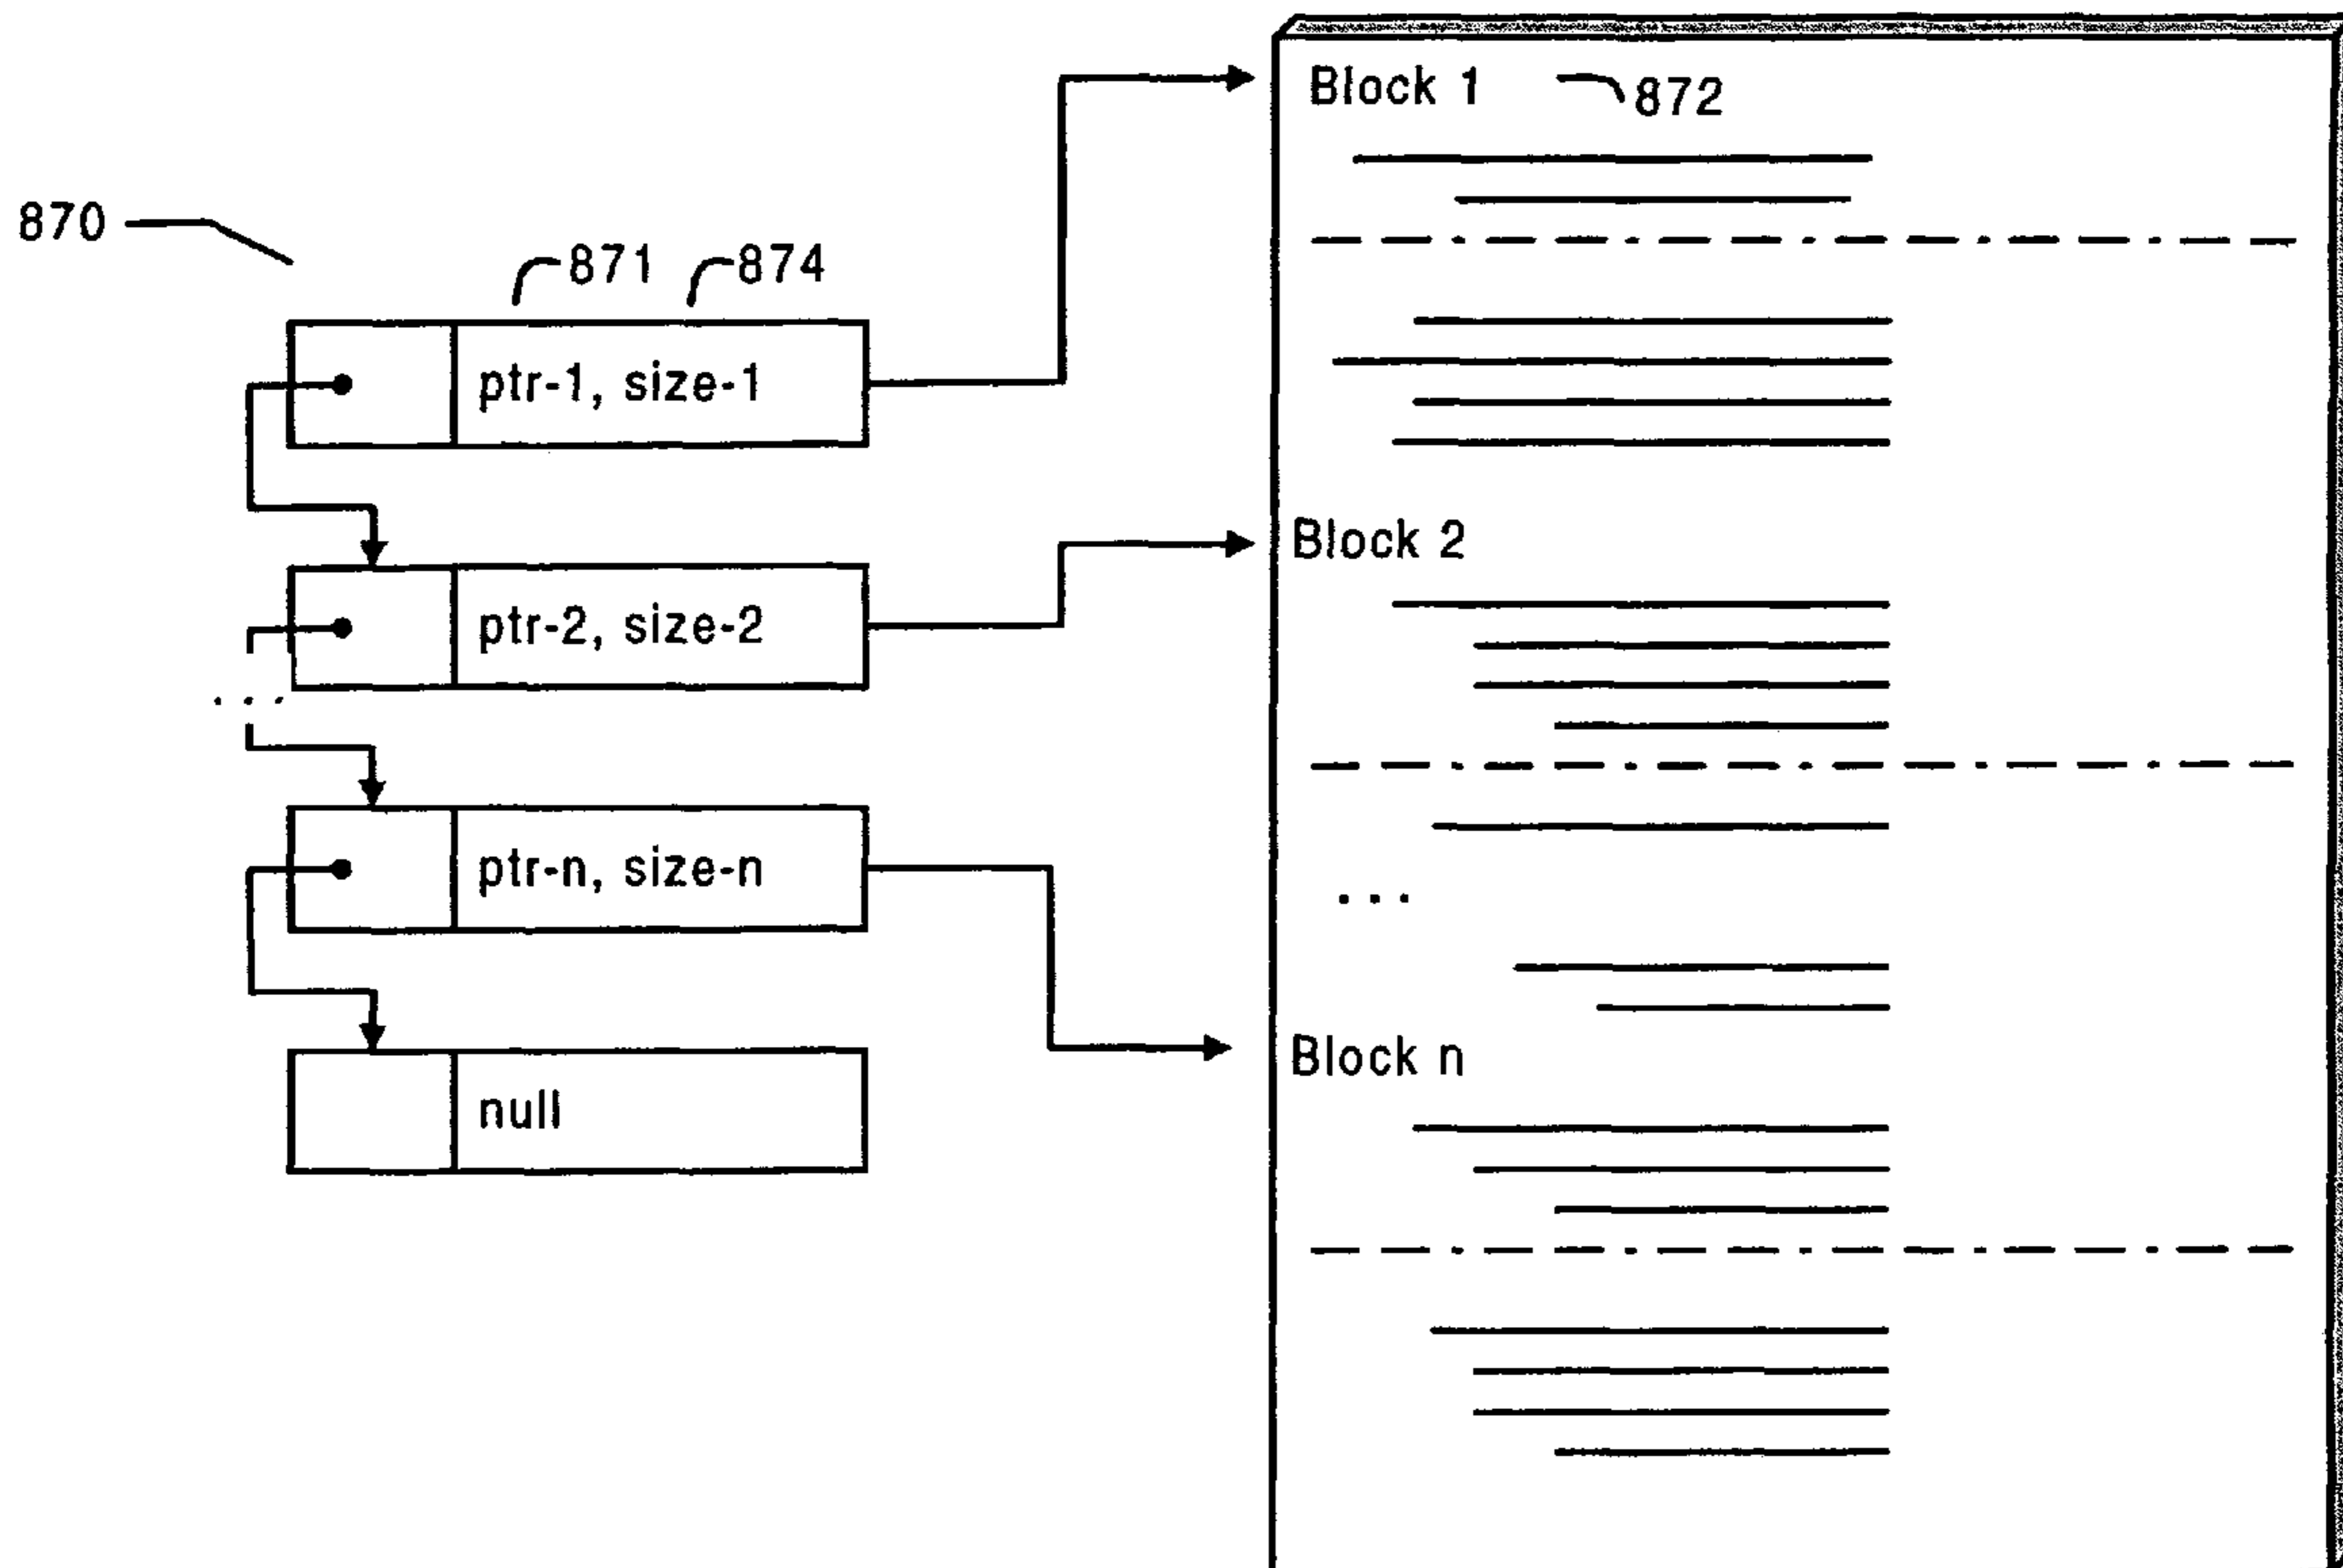 Block 1
872
870
871
874
ptr-1, size-1
Block 2
ptr-2, size-2
. . .
ptr-n, size-n
. . .
Block n
null